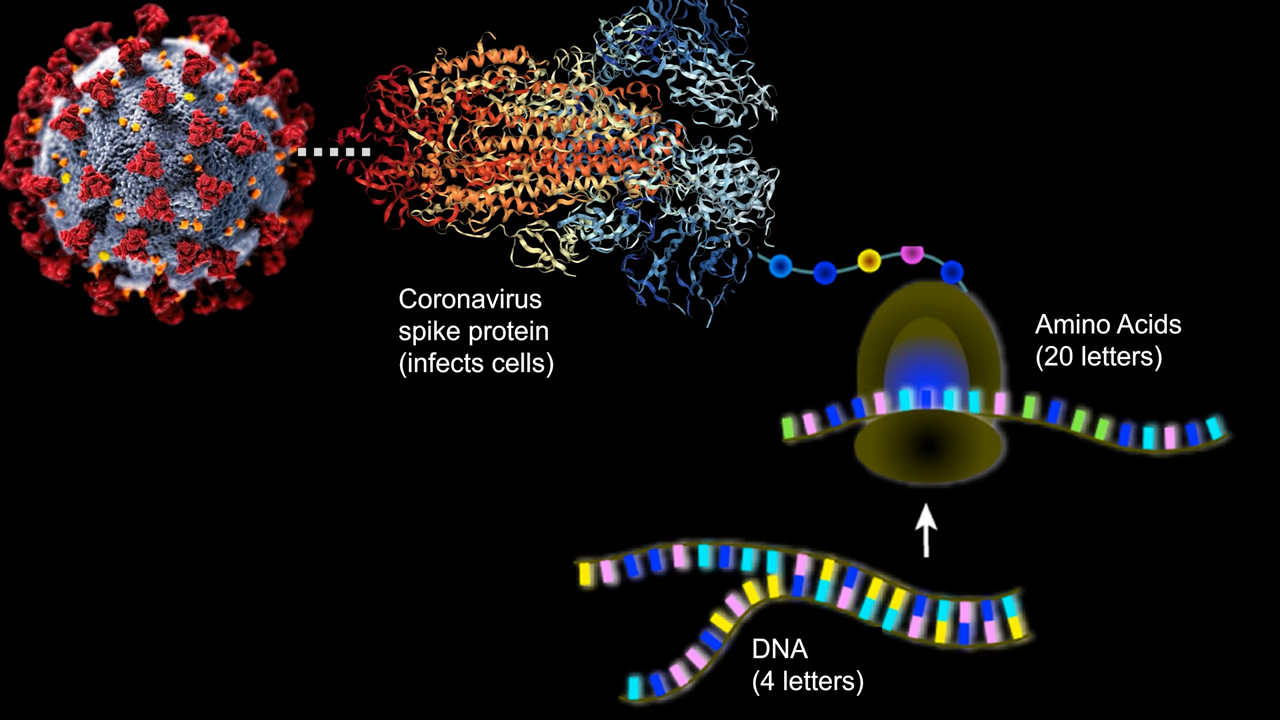 Coronavirus
spike protein
(infects cells)
Amino Acids
(20 letters)
DNA
(4 letters)